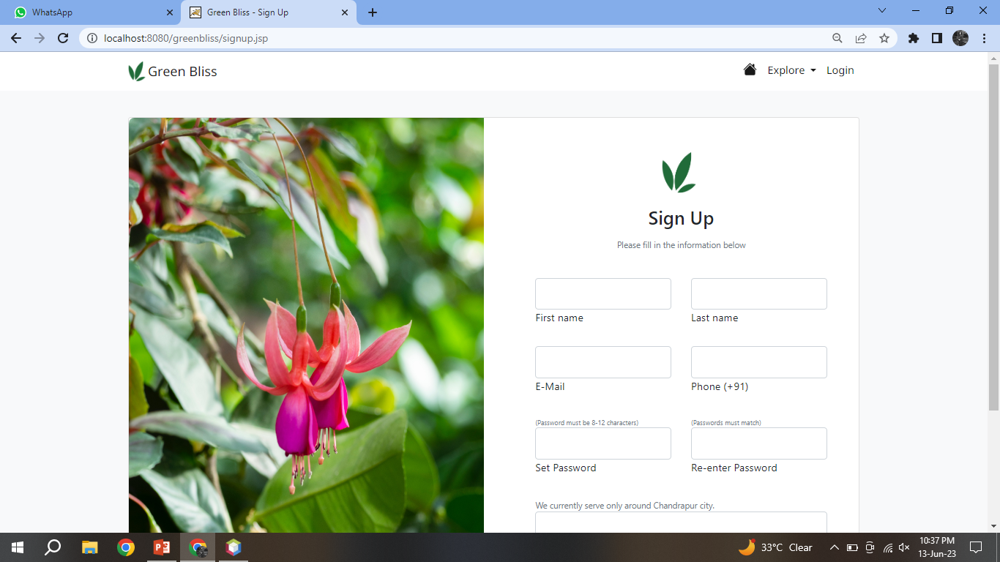 WhatsApp
Green Bliss - Sign Up
localhost:8080/greenbliss/signup.jsp
Green Bliss
Explore
Login
Sign Up
Please fill in the information below
First name
Last name
E-Mail
Phone (+91)
(Password must be 8-12 characters)
(Passwords must match)
Set Password
Re-enter Password
We currently serve only around Chandrapur city.
33°C Clear
10:37 PM
13-Jun-23